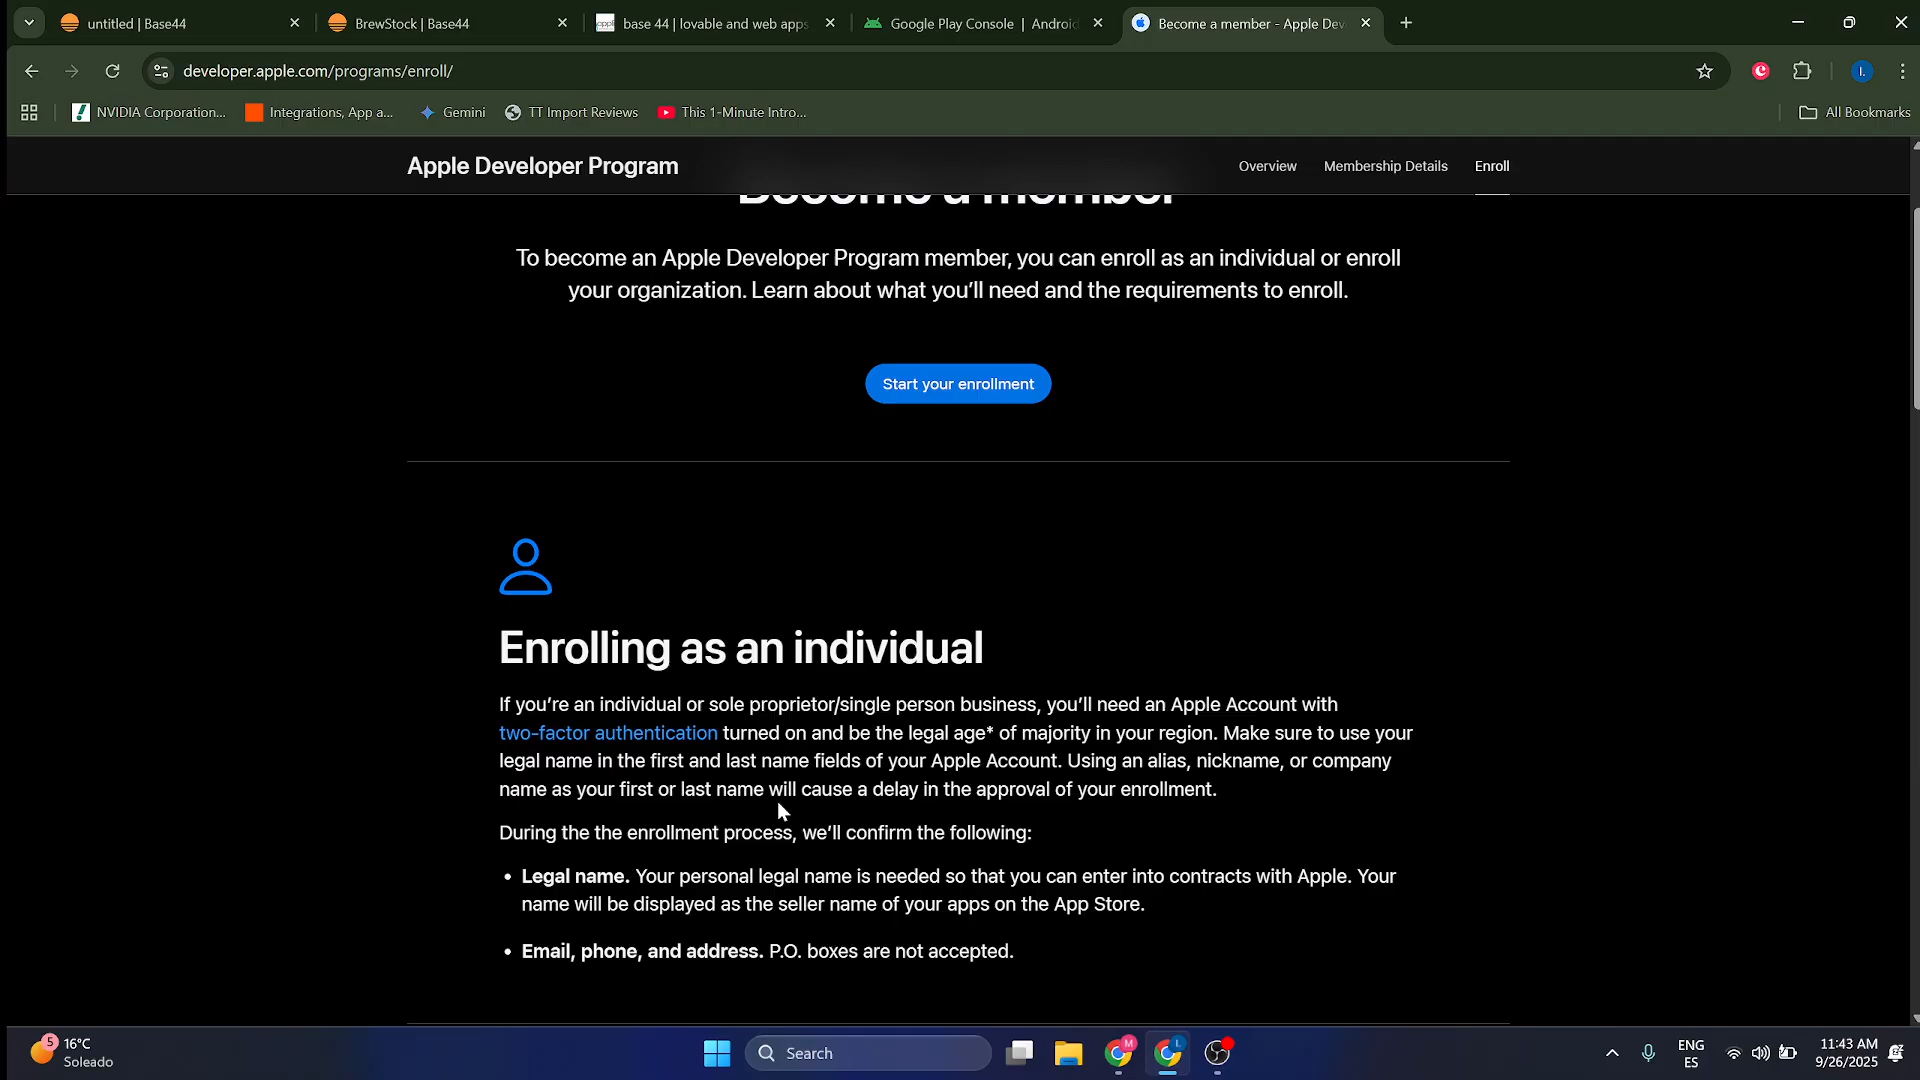 untitled | Base44
BrewStock | Base44
base 44 | lovable and web apps
Google Play Console | Android
Become a member - Apple Dev
developer.apple.com/programs/enroll/
NVIDIA Corporation...
Integrations, App a...
Gemini
TT Import Reviews
This 1-Minute Intro...
All Bookmarks
Apple Developer Program
Overview
Membership Details
Enroll
Become a member
To become an Apple Developer Program member, you can enroll as an individual or enroll
your organization. Learn about what you'll need and the requirements to enroll.
Start your enrollment
Enrolling as an individual
If you're an individual or sole proprietor/single person business, you'll need an Apple Account with
two-factor authentication turned on and be the legal age* of majority in your region. Make sure to use your
legal name in the first and last name fields of your Apple Account. Using an alias, nickname, or company
name as your first or last name will cause a delay in the approval of your enrollment.
During the the enrollment process, we'll confirm the following:
• Legal name. Your personal legal name is needed so that you can enter into contracts with Apple. Your
name will be displayed as the seller name of your apps on the App Store.
• Email, phone, and address. P.O. boxes are not accepted.
5
16°C
Soleado
Search
M
L
ENG
ES
11:43 AM
9/26/2025